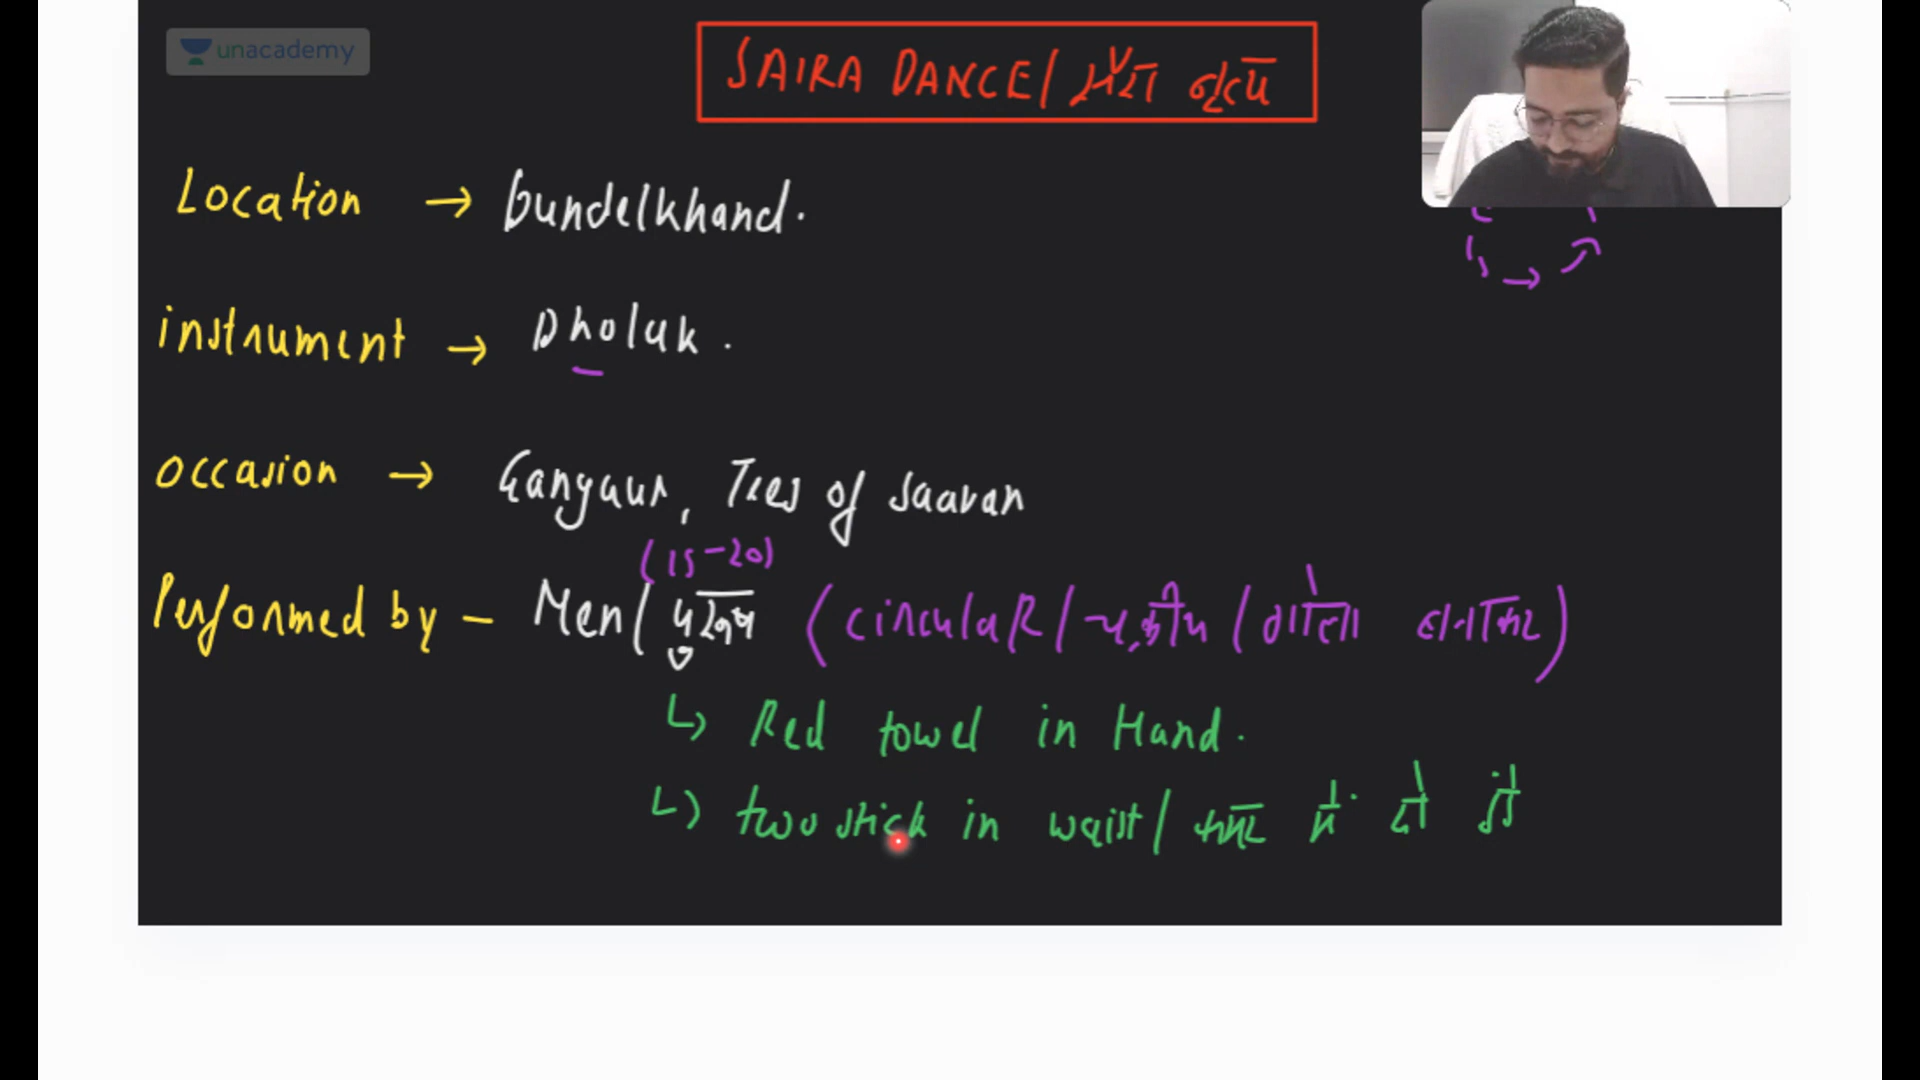 unacademy
SAIRA DANCE / सैरा नृत्य
Location → bundelkhand.
instrument → Dholak.
occasion → Gangaur, Tees of saavan
(15-20)
Performed by – Men / पुरुष (circular / गोला बनाकर)
↳ Red towel in Hand.
↳ two stick in waist / कमर में दो डंडे